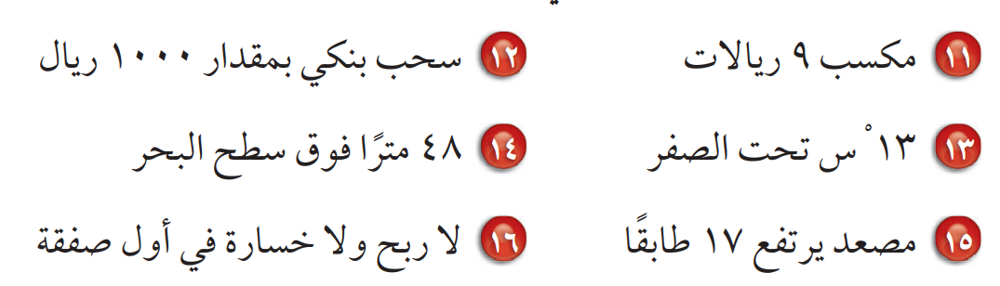 ١١ مكسب ٩ ريالات
١٢ سحب بنكي بمقدار ١٠٠٠ ريال
١٣ ١٣ °س تحت الصفر
١٤ ٤٨ مترًا فوق سطح البحر
١٥ مصعد يرتفع ١٧ طابقًا
١٦ لا ربح ولا خسارة في أول صفقة